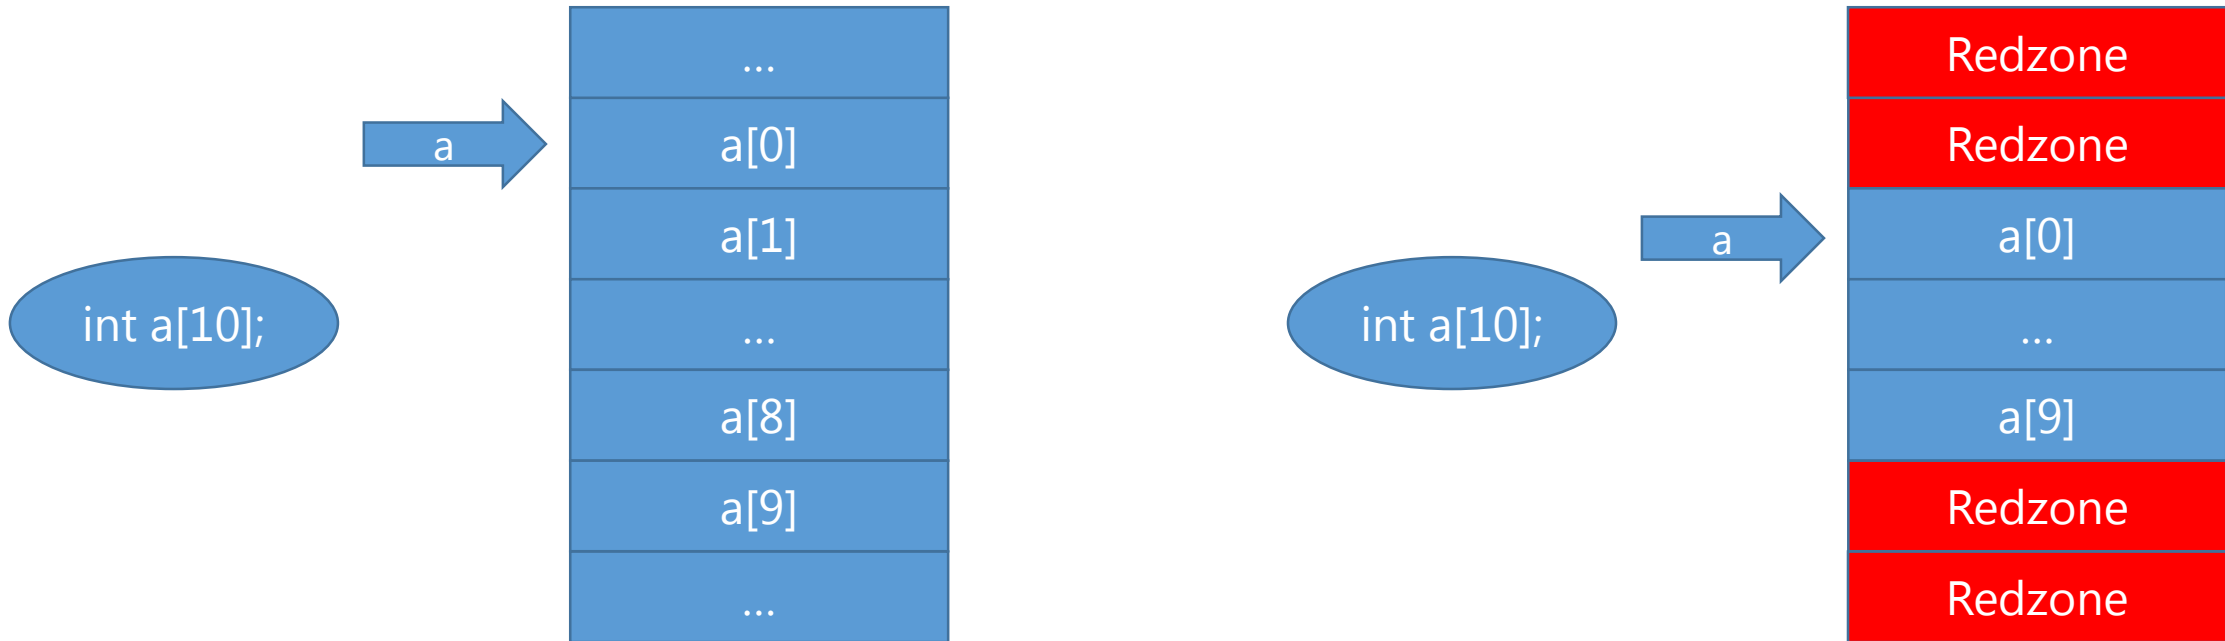 int a[10];
a
...
a[0]
a[1]
...
a[8]
a[9]
...
int a[10];
a
Redzone
Redzone
a[0]
...
a[9]
Redzone
Redzone